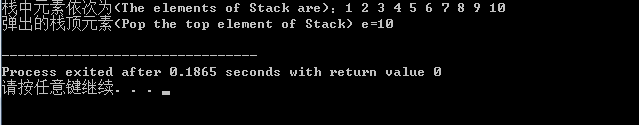 栈中元素依次为(The elements of Stack are): 1 2 3 4 5 6 7 8 9 10
弹出的栈顶元素(Pop the top element of Stack) e=10
--------------------------------
Process exited after 0.1865 seconds with return value 0
请按任意键继续. . .